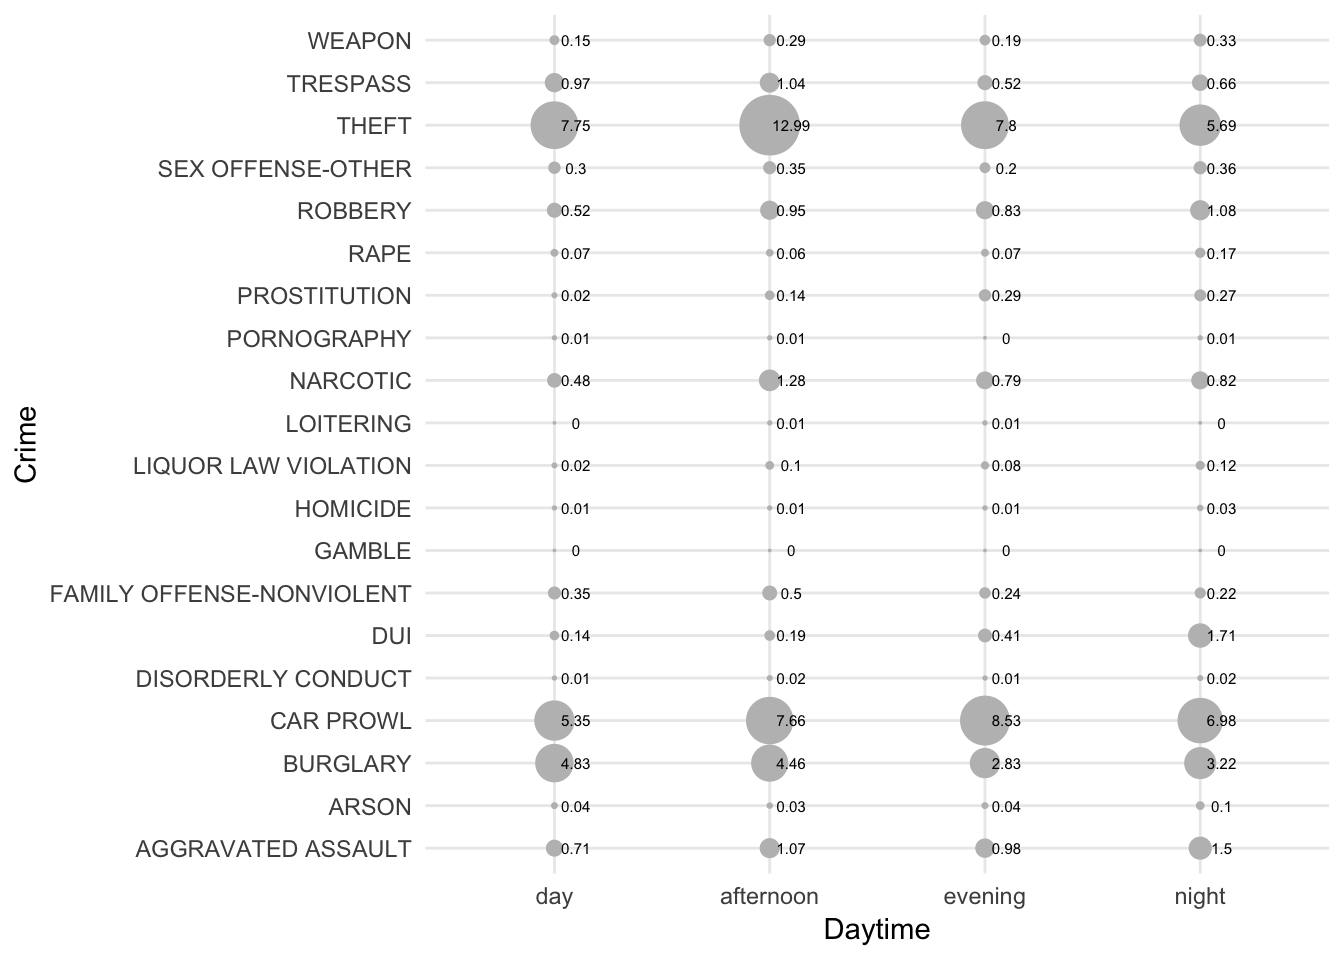 WEAPON 0.15 0.29 0.19 0.33
TRESPASS 0.97 1.04 0.52 0.66
THEFT 7.75 12.99 7.8 5.69
SEX OFFENSE-OTHER 0.3 0.35 0.2 0.36
ROBBERY 0.52 0.95 0.83 1.08
RAPE 0.07 0.06 0.07 0.17
PROSTITUTION 0.02 0.14 0.29 0.27
PORNOGRAPHY 0.01 0.01 0 0.01
NARCOTIC 0.48 1.28 0.79 0.82
LOITERING 0 0.01 0.01 0
LIQUOR LAW VIOLATION 0.02 0.1 0.08 0.12
HOMICIDE 0.01 0.01 0.01 0.03
GAMBLE 0 0 0 0
FAMILY OFFENSE-NONVIOLENT 0.35 0.5 0.24 0.22
DUI 0.14 0.19 0.41 1.71
DISORDERLY CONDUCT 0.01 0.02 0.01 0.02
CAR PROWL 5.35 7.66 8.53 6.98
BURGLARY 4.83 4.46 2.83 3.22
ARSON 0.04 0.03 0.04 0.1
AGGRAVATED ASSAULT 0.71 1.07 0.98 1.5
day afternoon evening night
Daytime
Crime